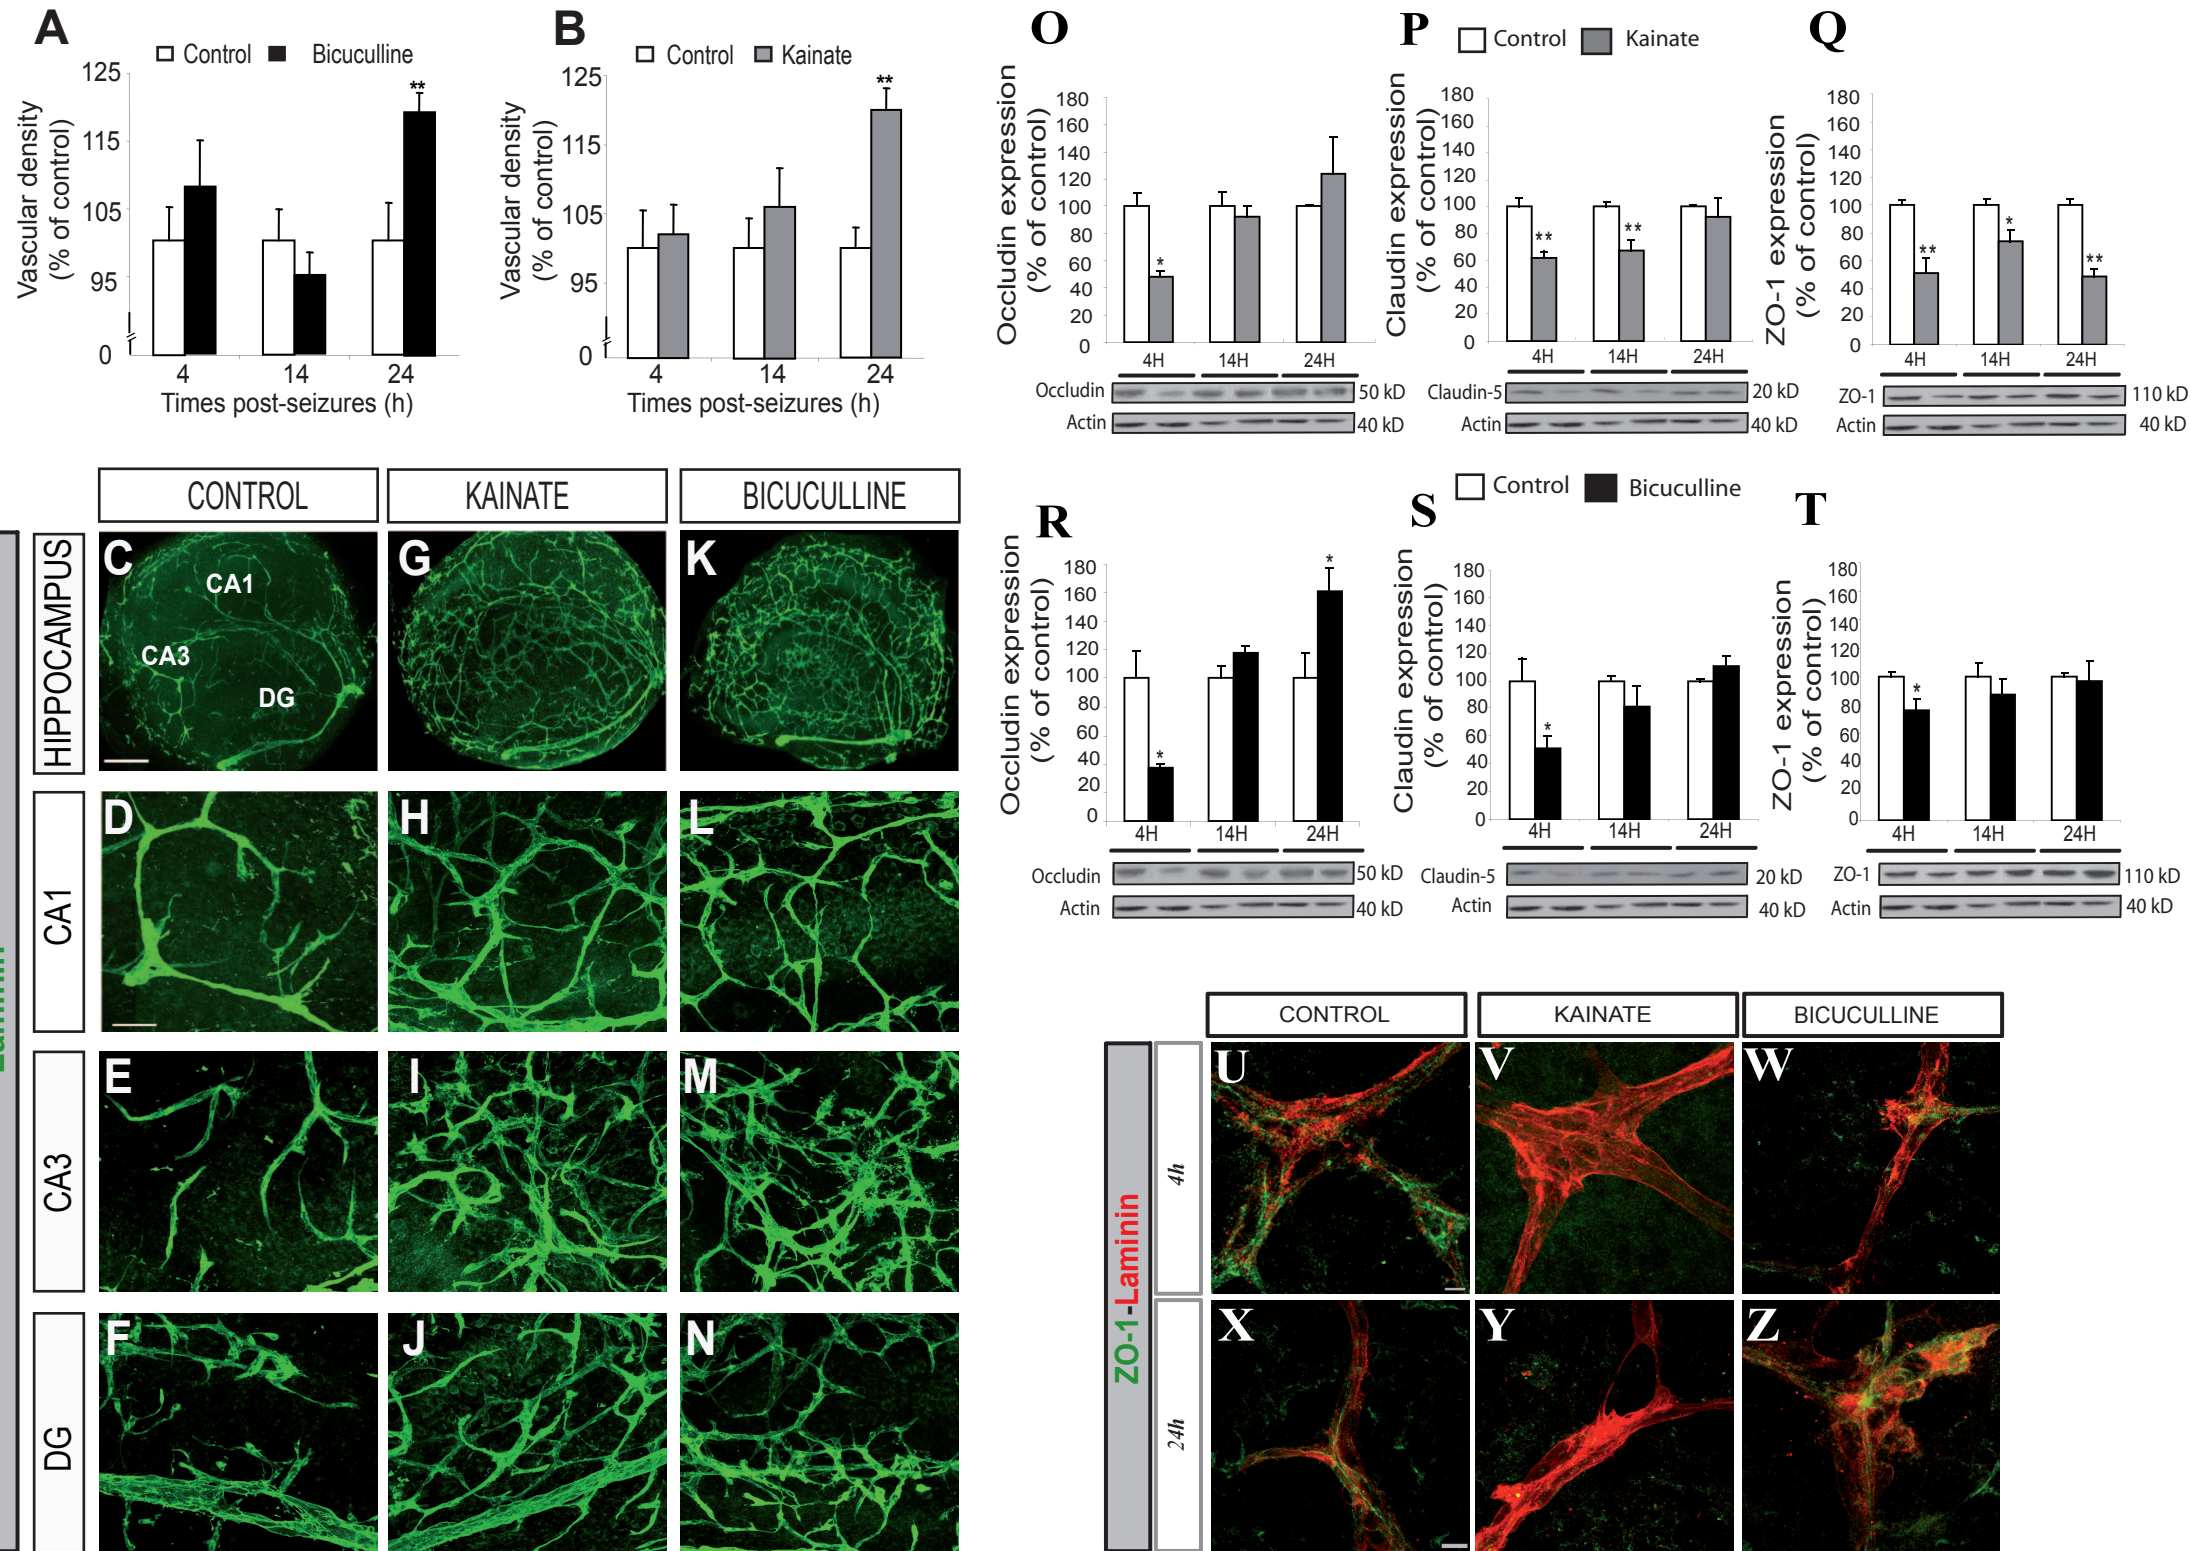 A
Control Bicuculline
Vascular density
(% of control)
125
115
105
95
0
**
4 14 24
Times post-seizures (h)
B
Control Kainate
Vascular density
(% of control)
125
115
105
95
0
**
4 14 24
Times post-seizures (h)
CONTROL KAINATE BICUCULLINE
HIPPOCAMPUS
C CA1 CA3 DG
G
K
CA1
D H L
CA3
E I M
DG
F J N
O
Occludin expression
(% of control)
180
160
140
120
100
80
60
40
20
0
*
4H 14H 24H
Occludin 50 kD
Actin 40 kD
P
Control Kainate
Claudin expression
(% of control)
180
160
140
120
100
80
60
40
20
0
** **
4H 14H 24H
Claudin-5 20 kD
Actin 40 kD
Q
ZO-1 expression
(% of control)
180
160
140
120
100
80
60
40
20
0
** * **
4H 14H 24H
ZO-1 110 kD
Actin 40 kD
R
Occludin expression
(% of control)
180
160
140
120
100
80
60
40
20
0
* *
4H 14H 24H
Occludin 50 kD
Actin 40 kD
S
Control Bicuculline
Claudin expression
(% of control)
180
160
140
120
100
80
60
40
20
0
*
4H 14H 24H
Claudin-5 20 kD
Actin 40 kD
T
ZO-1 expression
(% of control)
180
160
140
120
100
80
60
40
20
0
*
4H 14H 24H
ZO-1 110 kD
Actin 40 kD
CONTROL KAINATE BICUCULLINE
ZO-1-Laminin
4h
U V W
24h
X Y Z